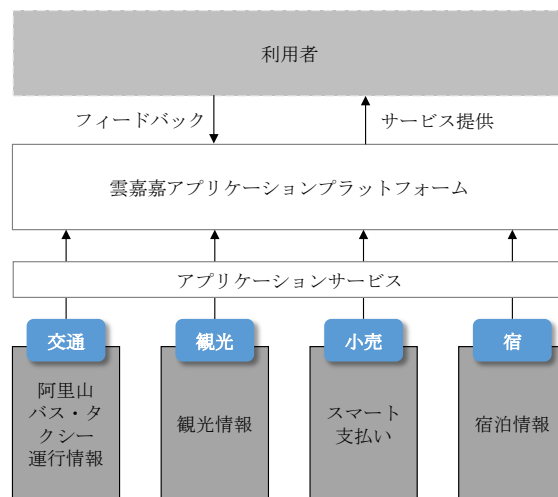 利用者
フィードバック
サービス提供
雲嘉嘉アプリケーションプラットフォーム
アプリケーションサービス
交通
観光
小売
宿
阿里山
バス・タ
クシー
運行情報
観光情報
スマート
支払い
宿泊情報